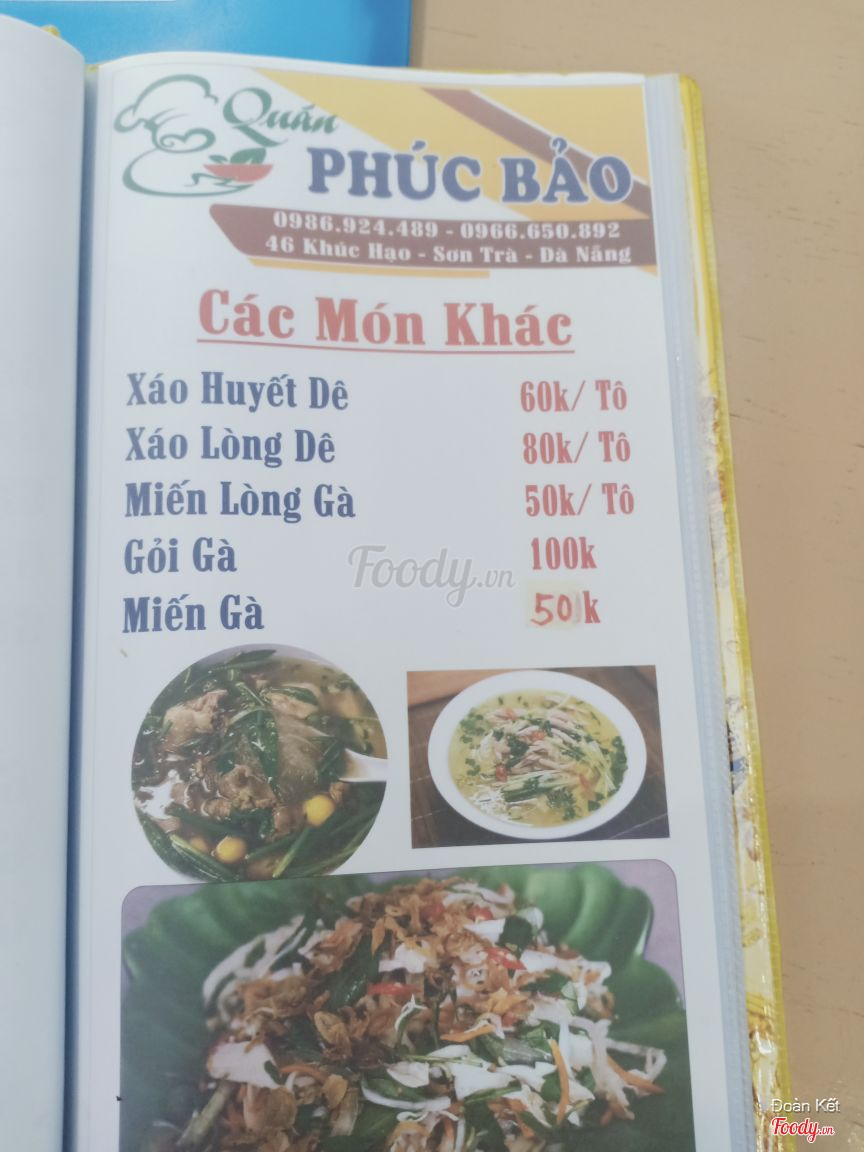 Quán
PHÚC BẢO
0986.924.489 - 0966.650.892
46 Khúc Hạo - Sơn Trà - Đà Nẵng
Các Món Khác
Xáo Huyết Dê 60k/ Tô
Xáo Lòng Dê 80k/ Tô
Miến Lòng Gà 50k/ Tô
Gỏi Gà 100k
Miến Gà 50k
Foody.vn
Đoàn Kết
Foody.vn